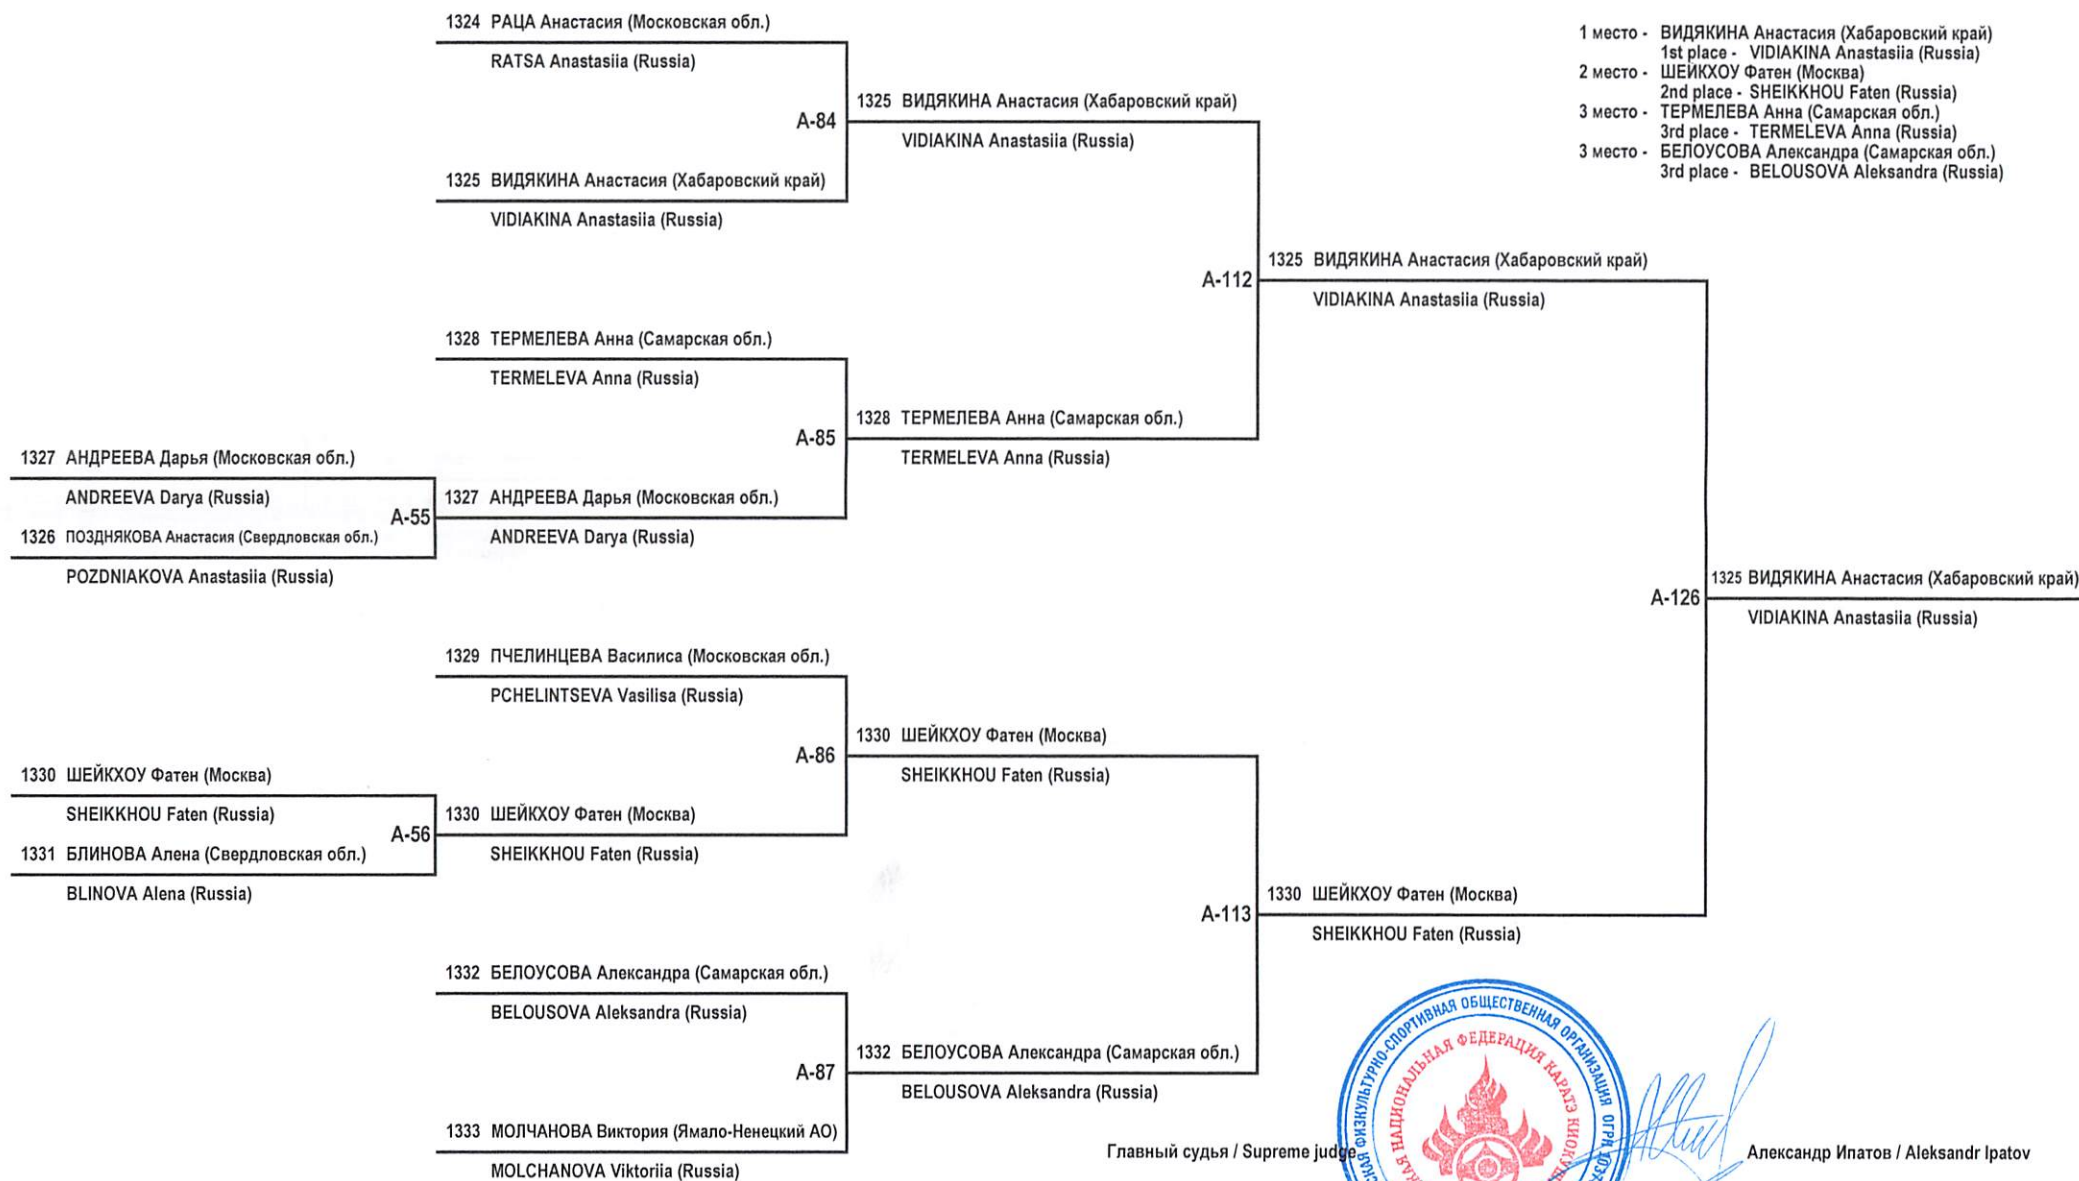 1324 РАЦА Анастасия (Московская обл.)
RATSA Anastasiia (Russia)
A-84
1325 ВИДЯКИНА Анастасия (Хабаровский край)
VIDIAKINA Anastasiia (Russia)
1325 ВИДЯКИНА Анастасия (Хабаровский край)
VIDIAKINA Anastasiia (Russia)
1 место - ВИДЯКИНА Анастасия (Хабаровский край)
1st place - VIDIAKINA Anastasiia (Russia)
2 место - ШЕЙКХОУ Фатен (Москва)
2nd place - SHEIKKHOU Faten (Russia)
3 место - ТЕРМЕЛЕВА Анна (Самарская обл.)
3rd place - TERMELEVA Anna (Russia)
3 место - БЕЛОУСОВА Александра (Самарская обл.)
3rd place - BELOUSOVA Aleksandra (Russia)
A-112
1325 ВИДЯКИНА Анастасия (Хабаровский край)
VIDIAKINA Anastasiia (Russia)
1328 ТЕРМЕЛЕВА Анна (Самарская обл.)
TERMELEVA Anna (Russia)
A-85
1328 ТЕРМЕЛЕВА Анна (Самарская обл.)
TERMELEVA Anna (Russia)
1327 АНДРЕЕВА Дарья (Московская обл.)
ANDREEVA Darya (Russia)
A-55
1326 ПОЗДНЯКОВА Анастасия (Свердловская обл.)
POZDNIAKOVA Anastasiia (Russia)
1327 АНДРЕЕВА Дарья (Московская обл.)
ANDREEVA Darya (Russia)
A-126
1325 ВИДЯКИНА Анастасия (Хабаровский край)
VIDIAKINA Anastasiia (Russia)
1329 ПЧЕЛИНЦЕВА Василиса (Московская обл.)
PCHELINTSEVA Vasilisa (Russia)
A-86
1330 ШЕЙКХОУ Фатен (Москва)
SHEIKKHOU Faten (Russia)
1330 ШЕЙКХОУ Фатен (Москва)
SHEIKKHOU Faten (Russia)
A-56
1331 БЛИНОВА Алена (Свердловская обл.)
BLINOVA Alena (Russia)
1330 ШЕЙКХОУ Фатен (Москва)
SHEIKKHOU Faten (Russia)
A-113
1330 ШЕЙКХОУ Фатен (Москва)
SHEIKKHOU Faten (Russia)
1332 БЕЛОУСОВА Александра (Самарская обл.)
BELOUSOVA Aleksandra (Russia)
A-87
1332 БЕЛОУСОВА Александра (Самарская обл.)
BELOUSOVA Aleksandra (Russia)
1333 МОЛЧАНОВА Виктория (Ямало-Ненецкий АО)
MOLCHANOVA Viktoriia (Russia)
Главный судья / Supreme judge
ФИЗКУЛЬТУРНО-СПОРТИВНАЯ ОБЩЕСТВЕННАЯ ОРГАНИЗАЦИЯ ОГРН
НАЦИОНАЛЬНАЯ ФЕДЕРАЦИЯ КАРАТЭ
Александр Ипатов / Aleksandr Ipatov